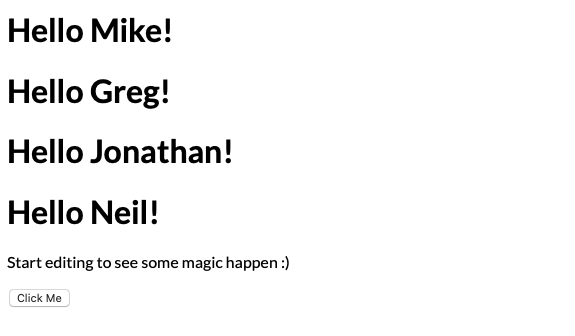 Hello Mike!
Hello Greg!
Hello Jonathan!
Hello Neil!
Start editing to see some magic happen :)
Click Me